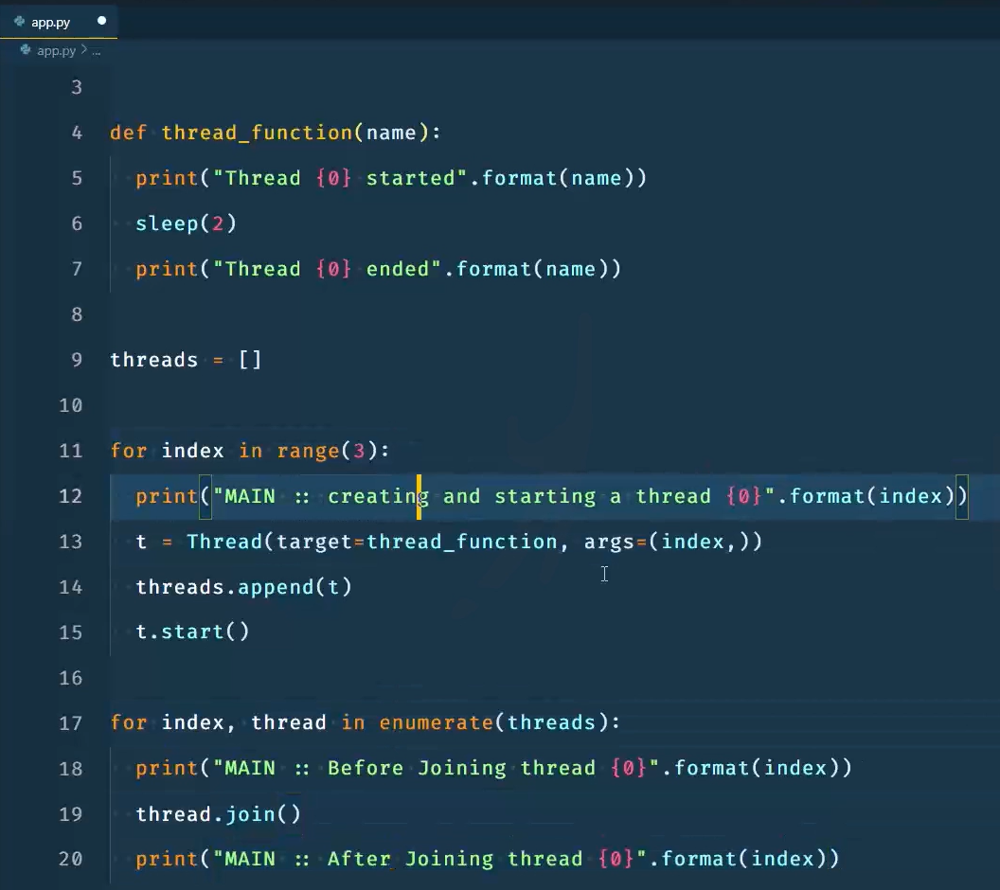 app.py
app.py > ...
3
4 def thread_function(name):
5   print("Thread {0} started".format(name))
6   sleep(2)
7   print("Thread {0} ended".format(name))
8
9 threads = []
10
11 for index in range(3):
12   print("MAIN :: creating and starting a thread {0}".format(index))
13   t = Thread(target=thread_function, args=(index,))
14   threads.append(t)
15   t.start()
16
17 for index, thread in enumerate(threads):
18   print("MAIN :: Before Joining thread {0}".format(index))
19   thread.join()
20   print("MAIN :: After Joining thread {0}".format(index))